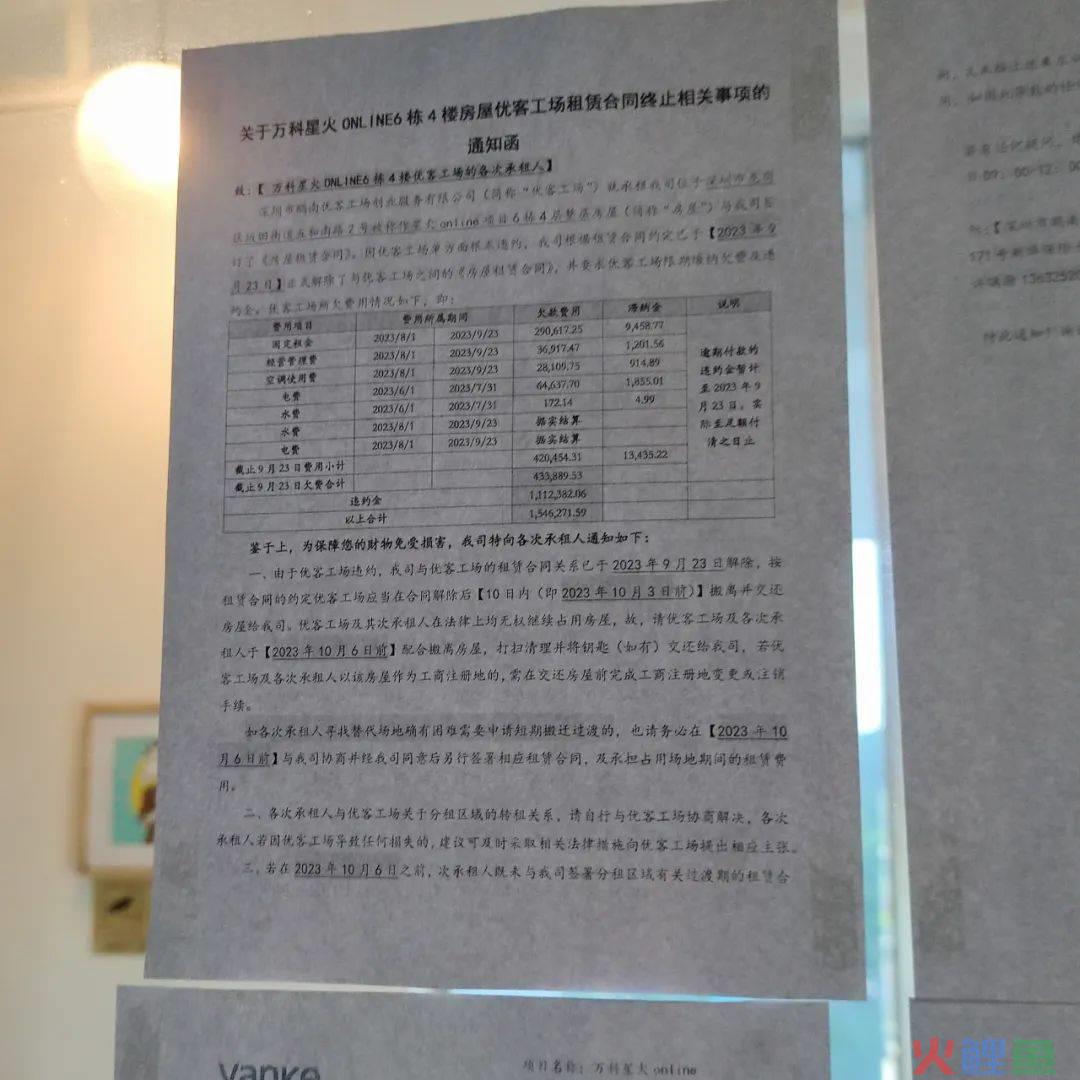 关于万科星火ONLINE6栋4楼房屋优客工场租赁合同终止相关事项的
通知函
致：【 万科星火ONLINE6栋4楼优客工场的各次承租人】
深圳市鹏南优客工场创业服务有限公司（简称“优客工场”）就承租我司位于深圳市龙岗
区坂田街道五和南路2号被称作星火online项目6栋4层整层房屋（简称“房屋”）与我司签
订了《房屋租赁合同》。因优客工场单方面根本违约，我司根据租赁合同约定已于【2023年9
月23日】正式解除了与优客工场之间的《房屋租赁合同》，并要求优客工场限期缴纳欠费及违
约金。优客工场所欠费用情况如下，即：
费用项目 费用所属期间 欠款费用 滞纳金 说明
固定租金 2023/8/1 2023/9/23 290,617.25 9,458.77
经营管理费 2023/8/1 2023/9/23 36,917.47 1,201.56
空调使用费 2023/8/1 2023/9/23 28,109.75 914.89
电费 2023/6/1 2023/7/31 64,637.70 1,855.01
水费 2023/6/1 2023/7/31 172.14 4.99
水费 2023/8/1 2023/9/23 据实结算
电费 2023/8/1 2023/9/23 据实结算
逾期付款的
违约金暂计
至2023年9
月23日，实
际至足额付
清之日止
截止9月23日费用小计 420,454.31 13,435.22
截止9月23日欠费合计 433,889.53
违约金 1,112,382.06
以上合计 1,546,271.59
鉴于上，为保障您的财物免受损害，我司特向各次承租人通知如下：
一、由于优客工场违约，我司与优客工场的租赁合同关系已于2023年9月23日解除，按
租赁合同的约定优客工场应当在合同解除后【10日内（即2023年10月3日前）】搬离并交还
房屋给我司。优客工场及其次承租人在法律上均无权继续占用房屋，故，请优客工场及各次承
租人于【2023年10月6日前】配合搬离房屋，打扫清理并将钥匙（如有）交还给我司，若优
客工场及各次承租人以该房屋作为工商注册地的，需在交还房屋前完成工商注册地变更或注销
手续。
如各次承租人寻找替代场地确有困难需要申请短期搬迁过渡的，也请务必在【2023年10
月6日前】与我司协商并经我司同意后另行签署相应租赁合同，及承担占用场地期间的租赁费
用。
二、各次承租人与优客工场关于分租区域的转租关系，请自行与优客工场协商解决，各次
承租人若因优客工场导致任何损失的，建议可及时采取相关法律措施向优客工场提出相应主张。
三、若在2023年10月6日之前，次承租人既未与我司签署分租区域有关过渡期的租赁合
日09：00-12：00
171号
特此通知！
vanke
项目名称：万科星火online
火鲤鱼